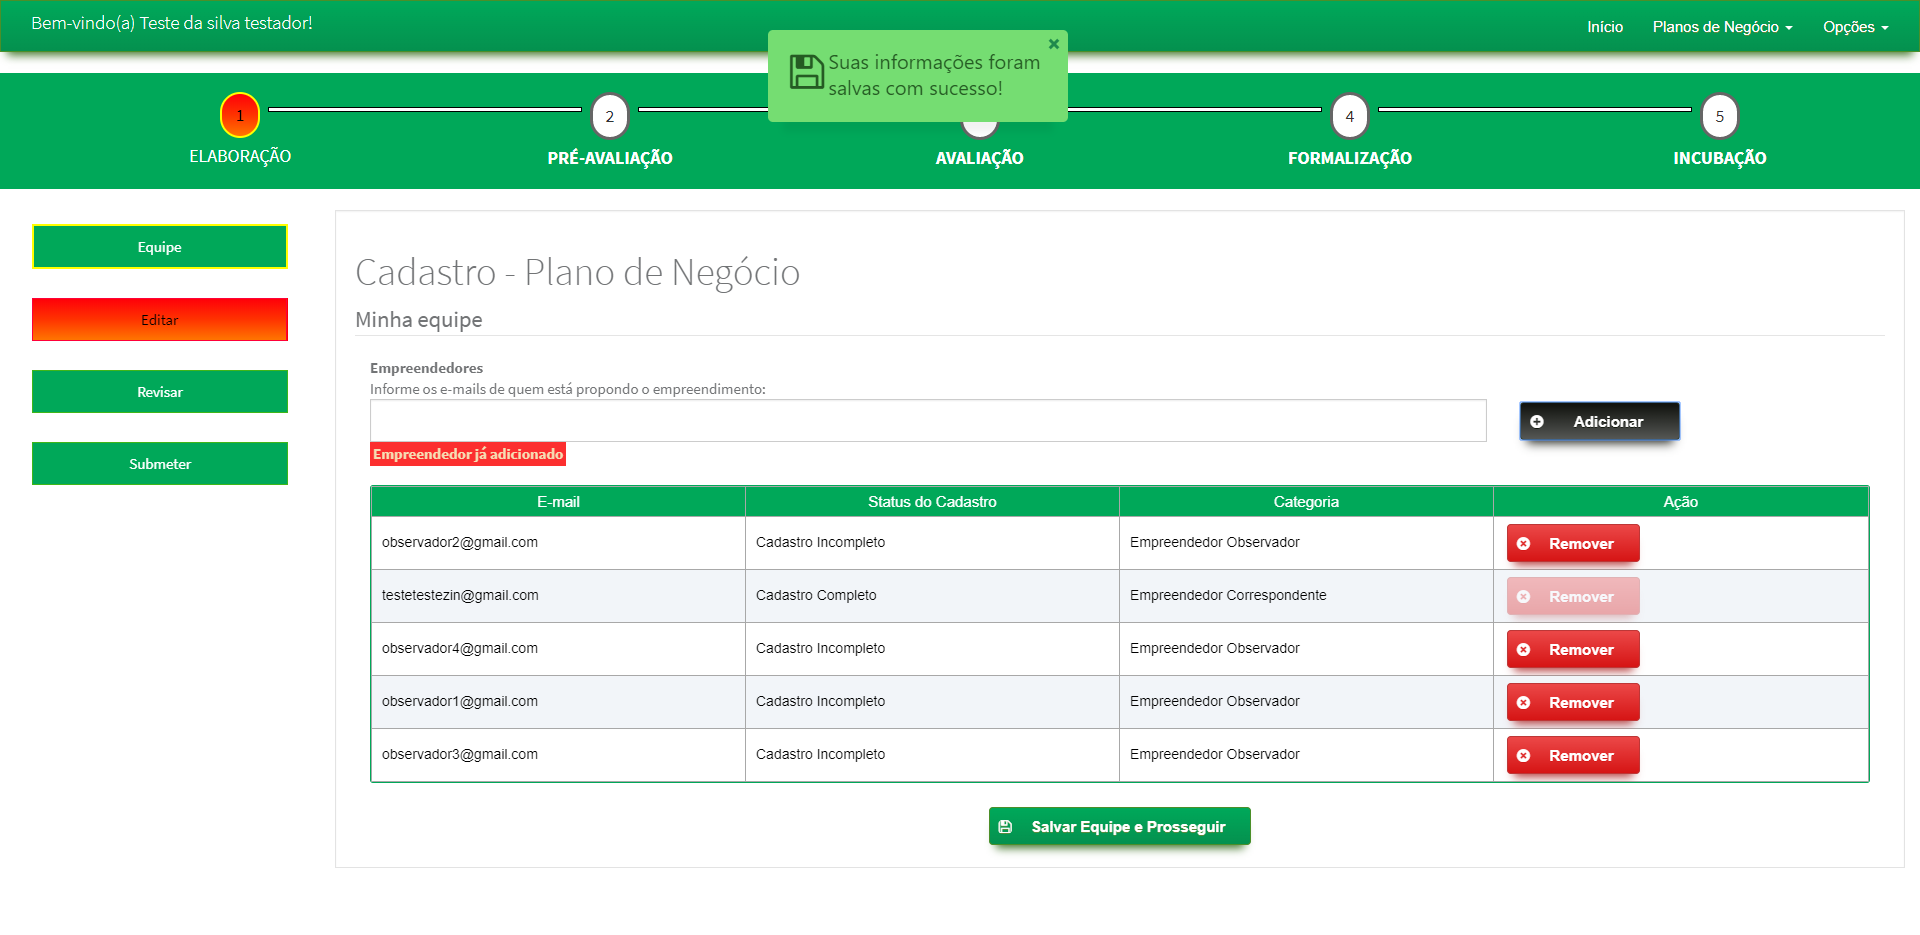 Bem-vindo(a) Teste da silva testador!
Início
Planos de Negócio
Opções
Suas informações foram
salvas com sucesso!
1
2
4
5
ELABORAÇÃO
PRÉ-AVALIAÇÃO
AVALIAÇÃO
FORMALIZAÇÃO
INCUBAÇÃO
Equipe
Editar
Revisar
Submeter
Cadastro - Plano de Negócio
Minha equipe
Empreendedores
Informe os e-mails de quem está propondo o empreendimento:
Adicionar
Empreendedor já adicionado
E-mail Status do Cadastro Categoria Ação
observador2@gmail.com Cadastro Incompleto Empreendedor Observador Remover
testetestezin@gmail.com Cadastro Completo Empreendedor Correspondente Remover
observador4@gmail.com Cadastro Incompleto Empreendedor Observador Remover
observador1@gmail.com Cadastro Incompleto Empreendedor Observador Remover
observador3@gmail.com Cadastro Incompleto Empreendedor Observador Remover
Salvar Equipe e Prosseguir